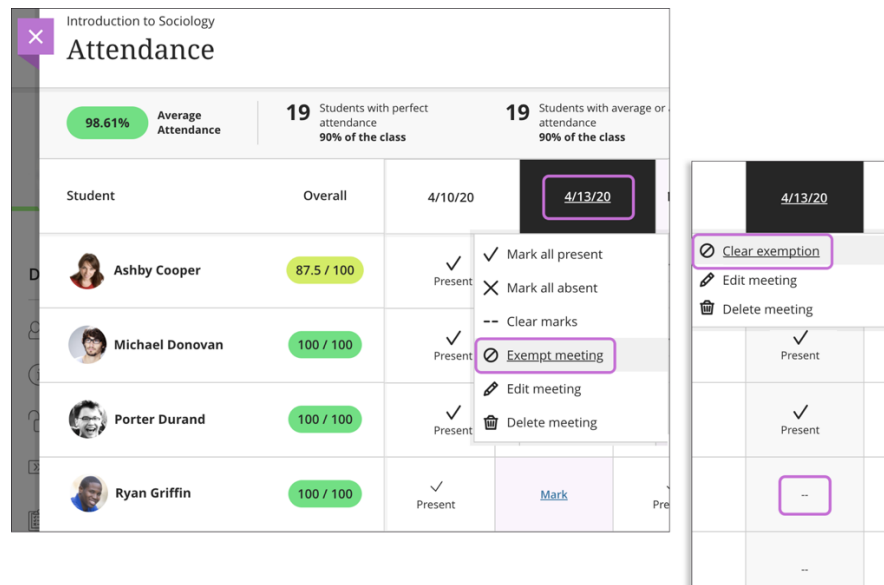 Introduction to Sociology
Attendance
98.61%
Average
Attendance
19
Students with perfect
attendance
90% of the class
19
Students with average or
attendance
90% of the class
Student
Overall
4/10/20
4/13/20
Ashby Cooper
87.5 / 100
Present
Michael Donovan
100 / 100
Present
Porter Durand
100 / 100
Present
Ryan Griffin
100 / 100
Present
Mark
Pre
Mark all present
Mark all absent
-- Clear marks
Exempt meeting
Edit meeting
Delete meeting
4/13/20
Clear exemption
Edit meeting
Delete meeting
Present
Present
--
--